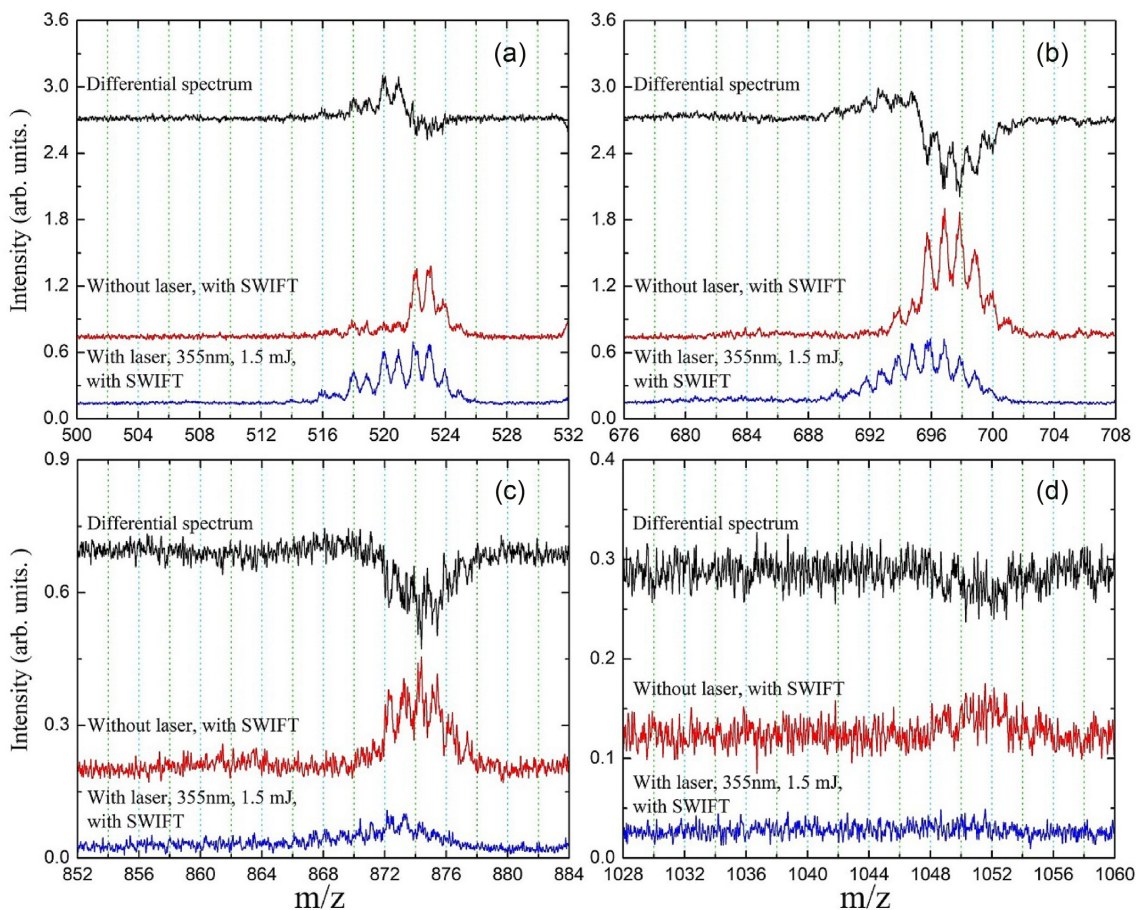 (a)
Differential spectrum
Without laser, with SWIFT
With laser, 355nm, 1.5 mJ,
with SWIFT
Intensity (arb. units. )
3.6
3.0
2.4
1.8
1.2
0.6
0.0
500 504 508 512 516 520 524 528 532
(b)
Differential spectrum
Without laser, with SWIFT
With laser, 355nm, 1.5 mJ,
with SWIFT
3.6
3.0
2.4
1.8
1.2
0.6
0.0
676 680 684 688 692 696 700 704 708
(c)
Differential spectrum
Without laser, with SWIFT
With laser, 355nm, 1.5 mJ,
with SWIFT
Intensity (arb. units. )
0.9
0.6
0.3
0.0
852 856 860 864 868 872 876 880 884
m/z
(d)
Differential spectrum
Without laser, with SWIFT
With laser, 355nm, 1.5 mJ,
with SWIFT
0.4
0.3
0.2
0.1
0.0
1028 1032 1036 1040 1044 1048 1052 1056 1060
m/z